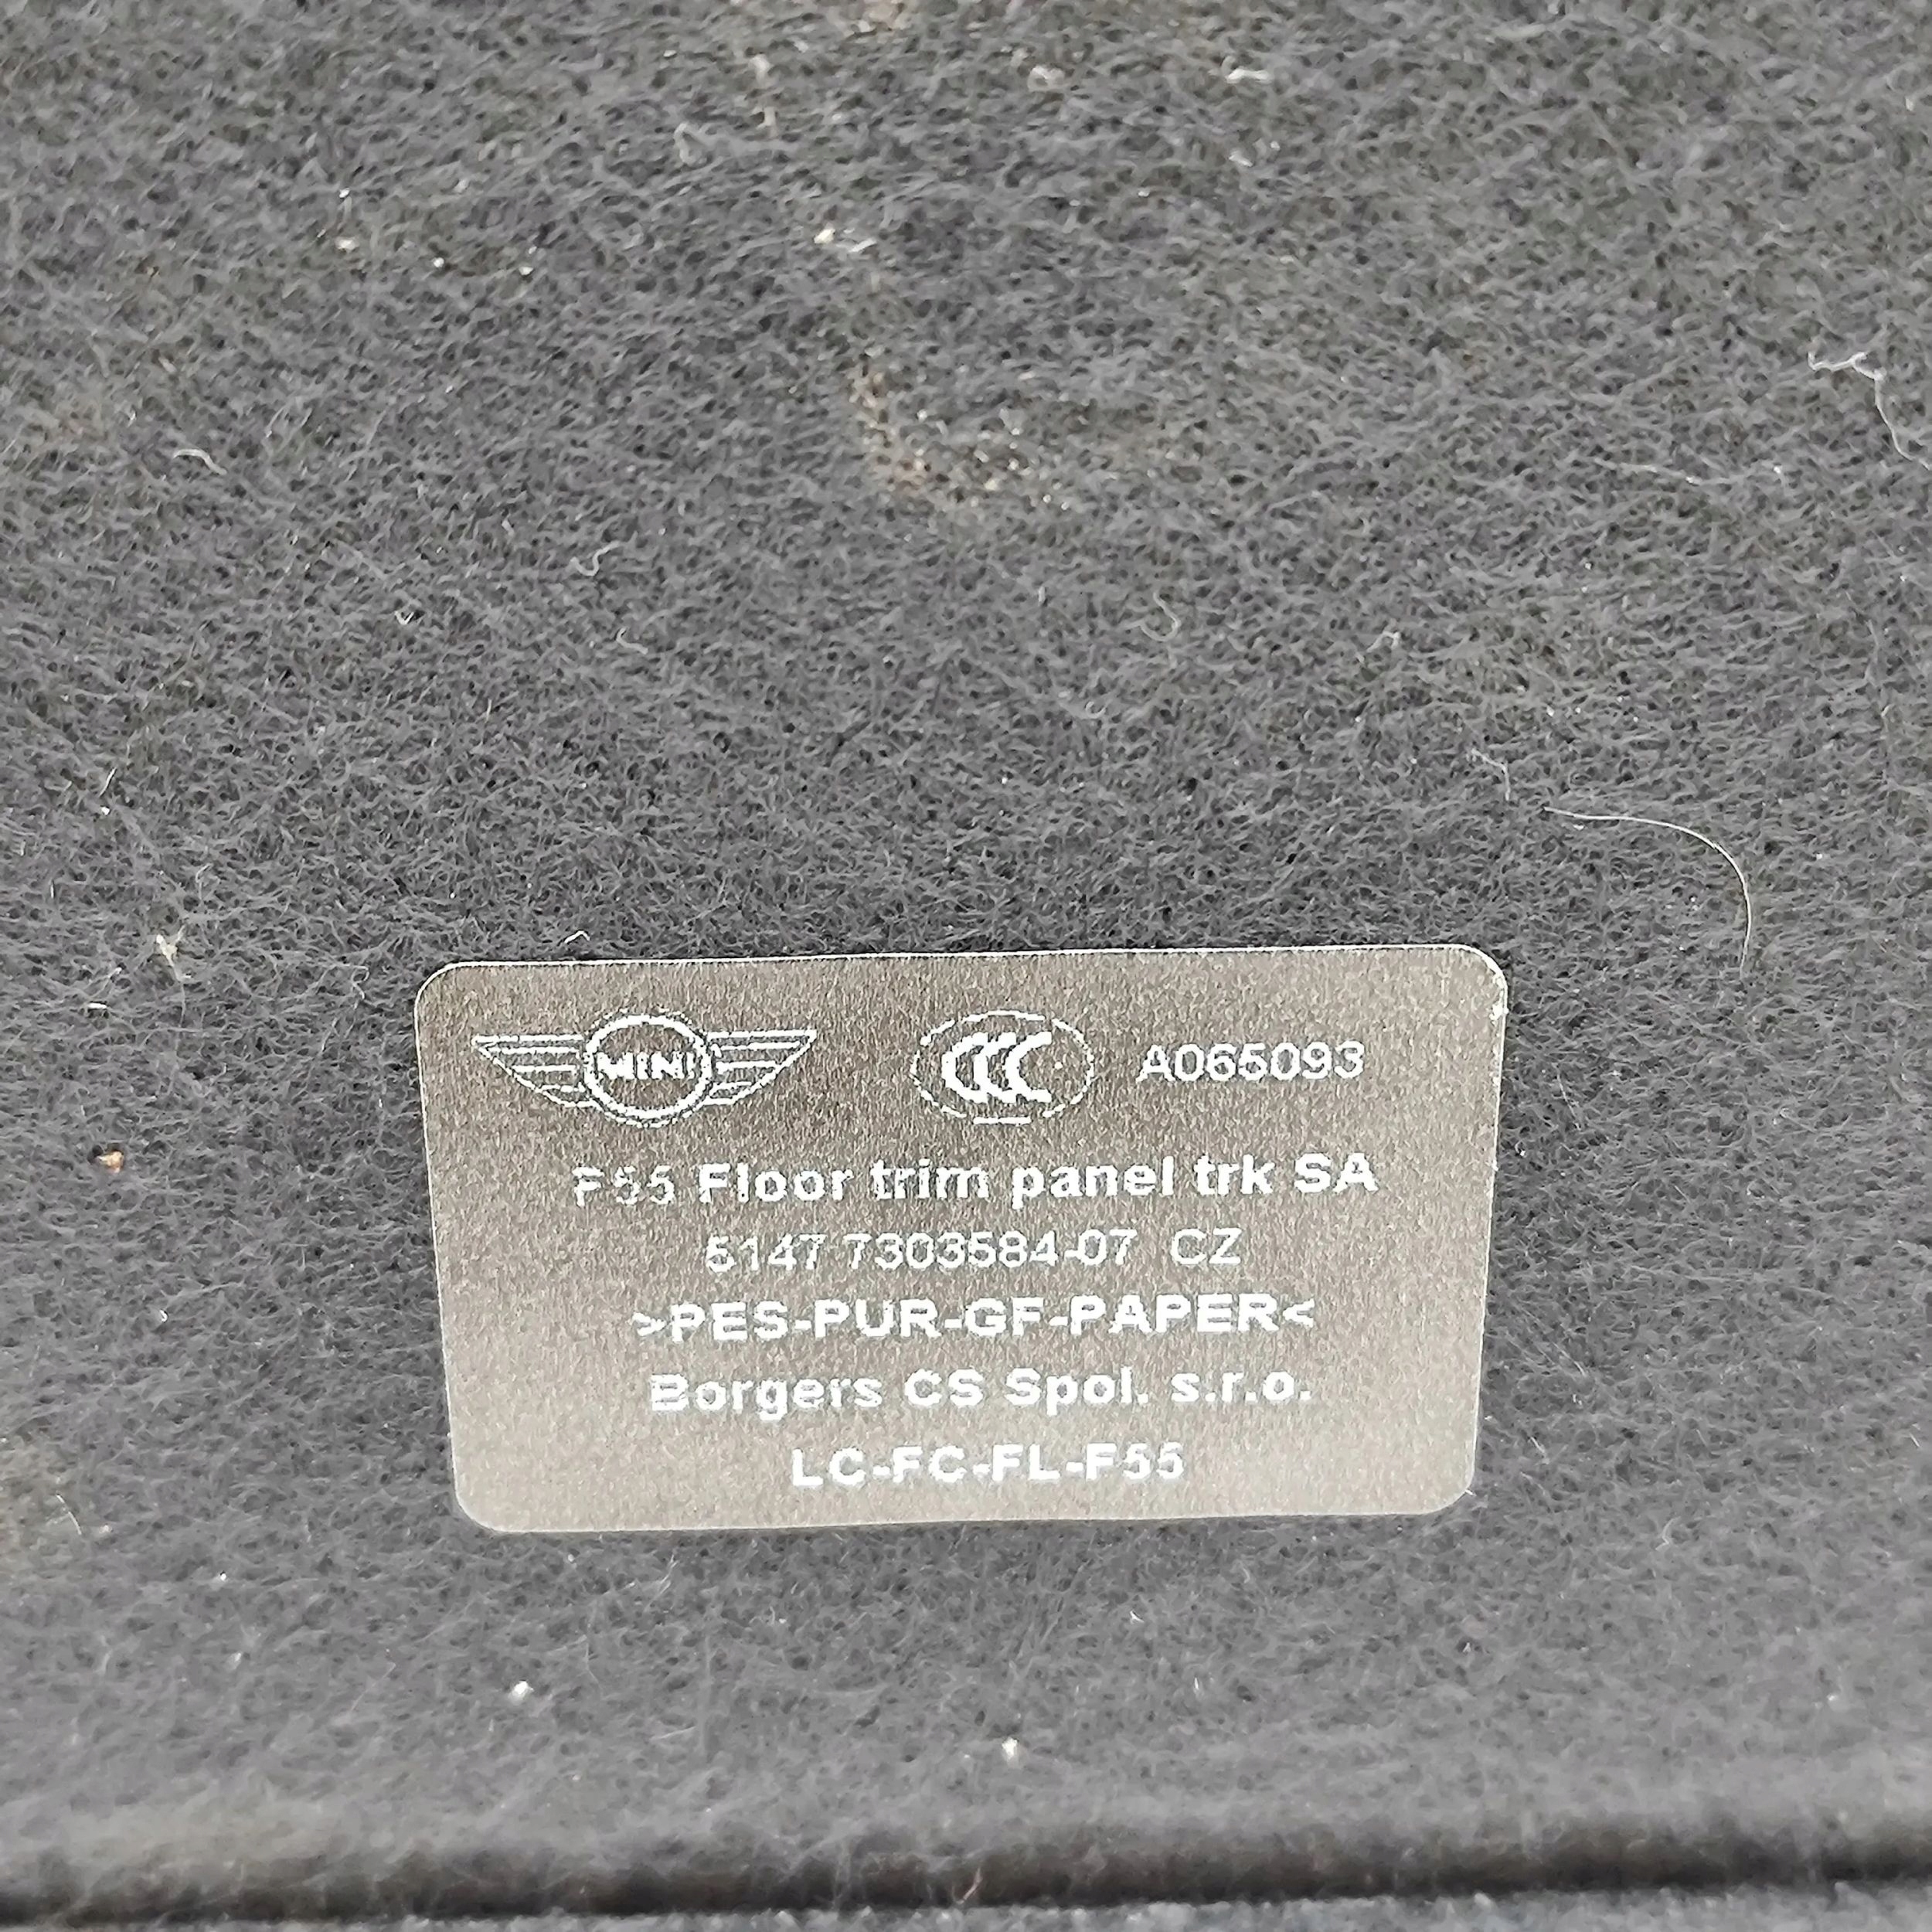 MINI CCC A065093
F55 Floor trim panel trk SA
5147 7303584-07 CZ
>PES-PUR-GF-PAPER<
Borgers CS Spol. s.r.o.
LC-FC-FL-F55